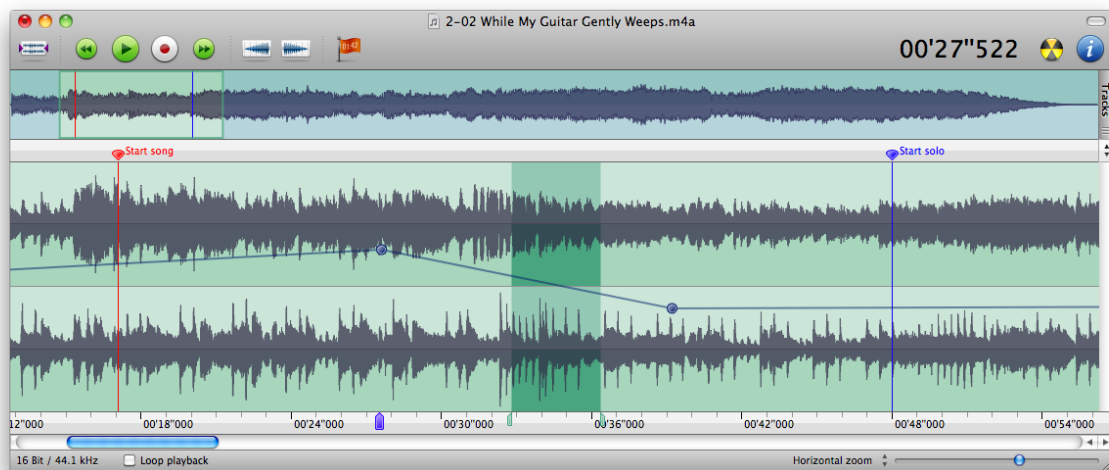 2-02 While My Guitar Gently Weeps.m4a
01:42
00'27"522
Tracks
Start song
Start solo
12"000
00'18"000
00'24"000
00'30"000
00'36"000
00'42"000
00'48"000
00'54"000
16 Bit / 44.1 kHz
Loop playback
Horizontal zoom